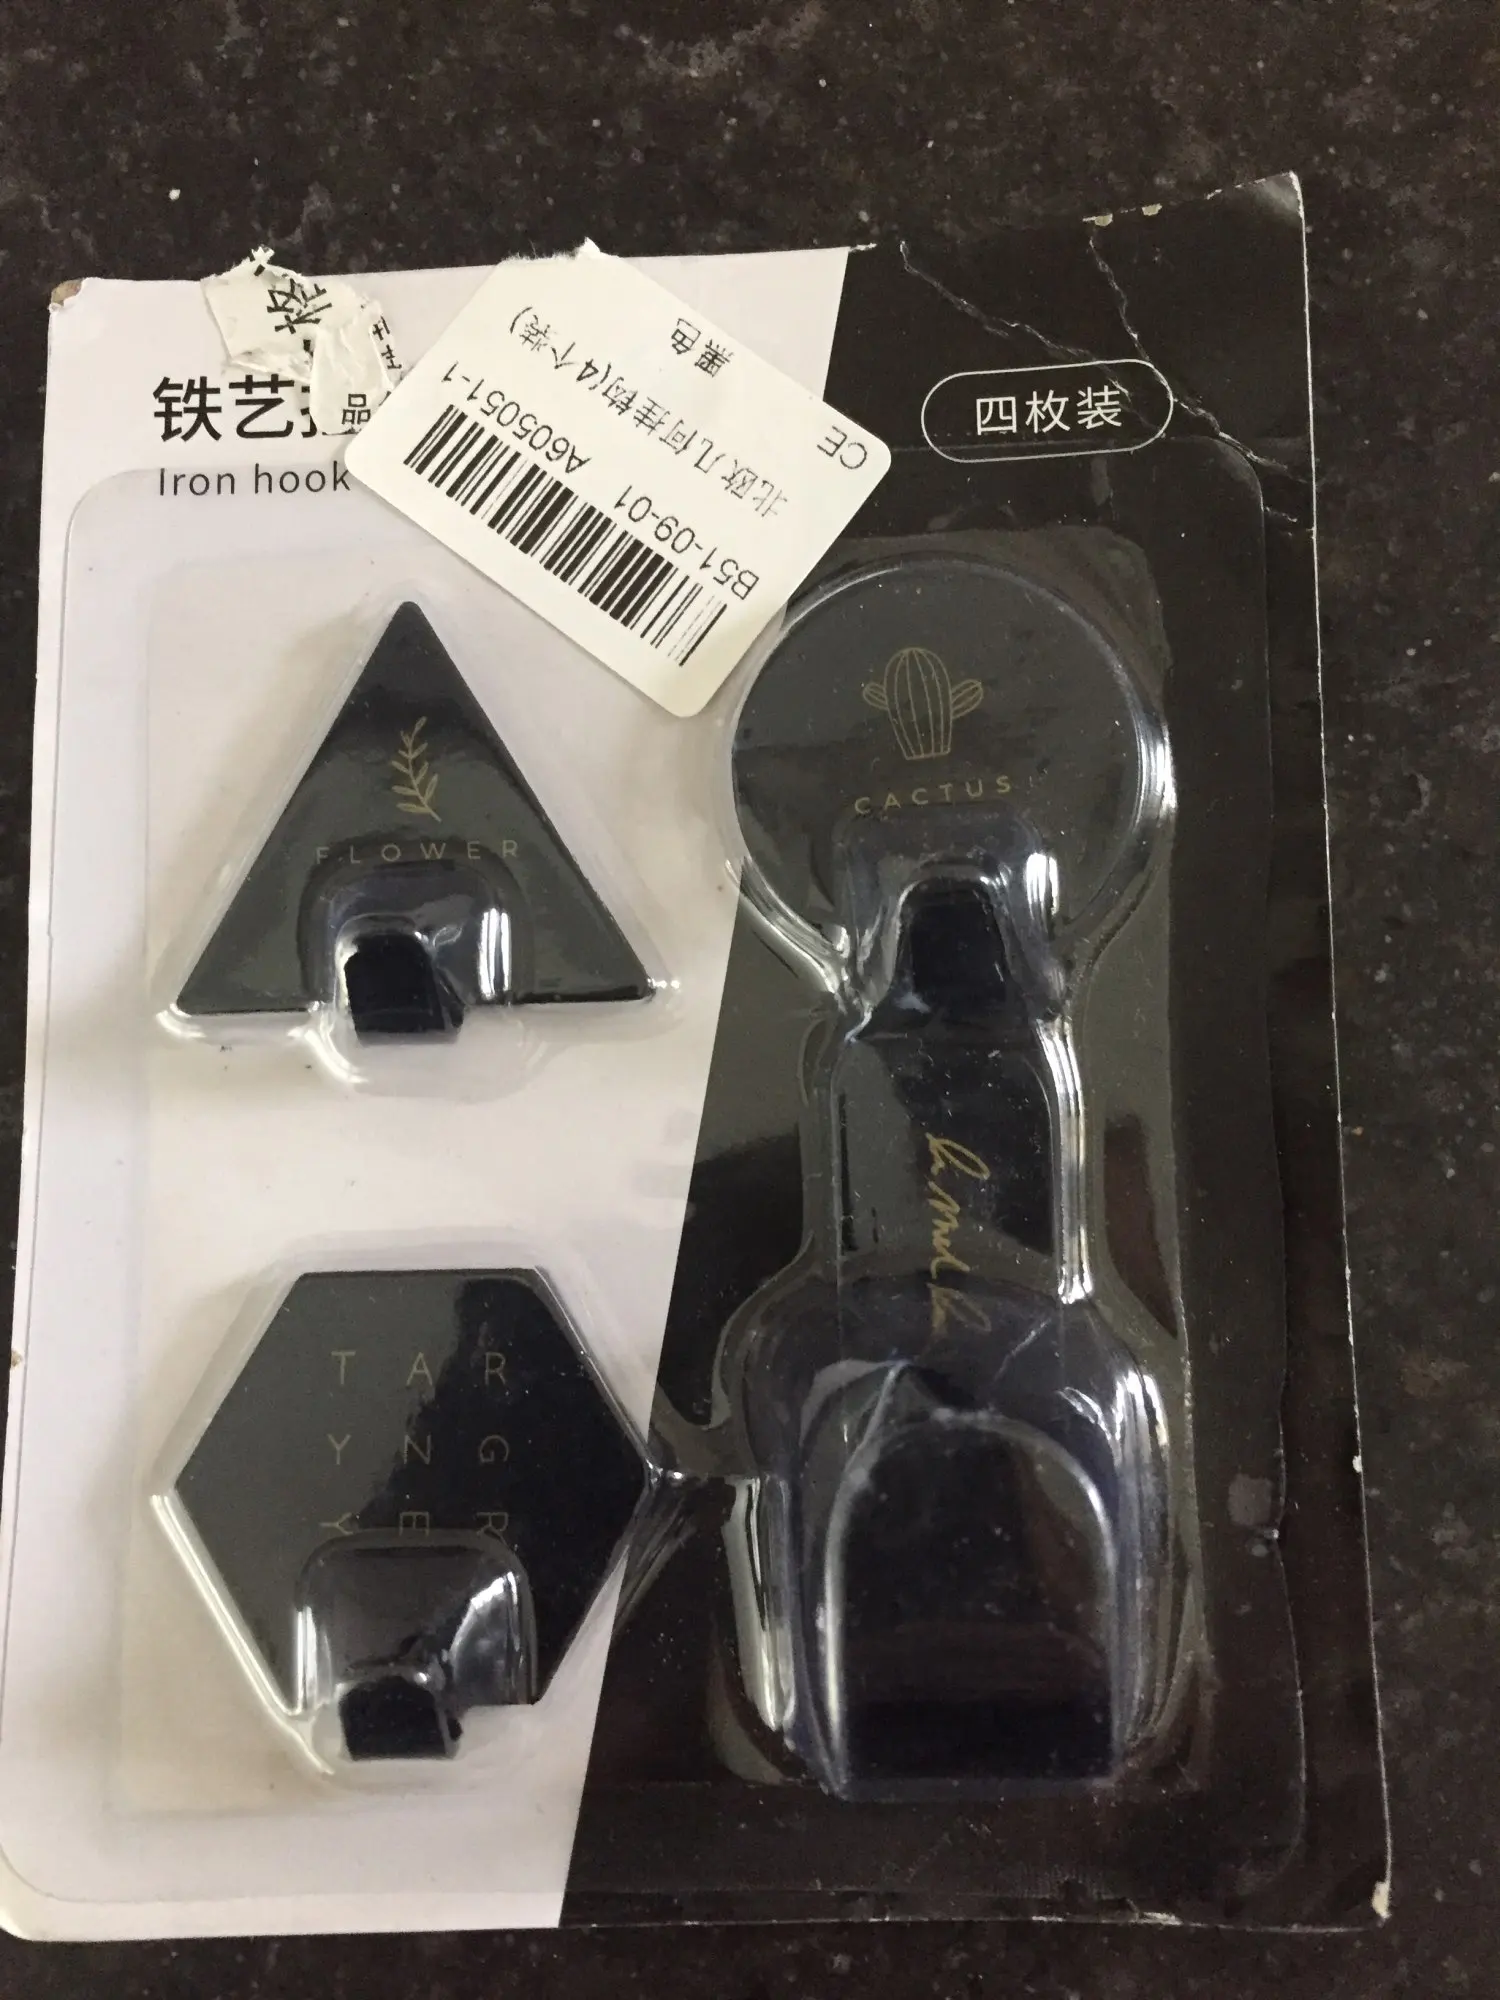 铁艺
Iron hook
品
四枚装
CE
黑色
北欧几何挂钩(4个装)
B51-09-01
A605051-1
FLOWER
CACTUS
T A R
Y N G
Y E R